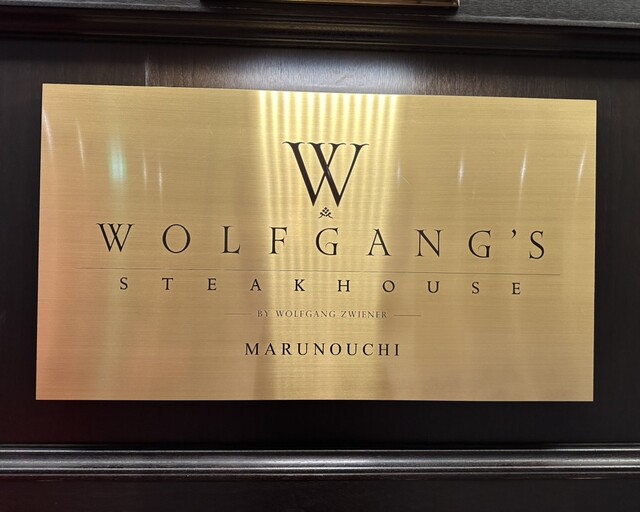 W
WOLFGANG'S
STEAKHOUSE
BY WOLFGANG ZWIENER
MARUNOUCHI